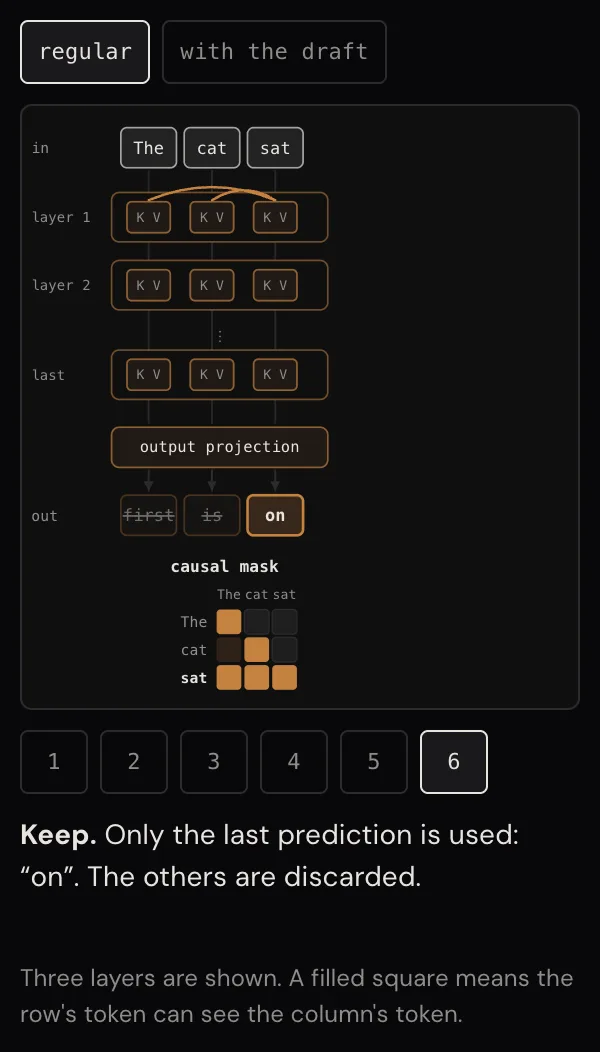 regular with the draft
in The cat sat
layer 1 K V K V K V
layer 2 K V K V K V
⋮
last K V K V K V
output projection
out first is on
causal mask
The cat sat
The
cat
sat
1 2 3 4 5 6
Keep. Only the last prediction is used:
“on”. The others are discarded.
Three layers are shown. A filled square means the
row's token can see the column's token.